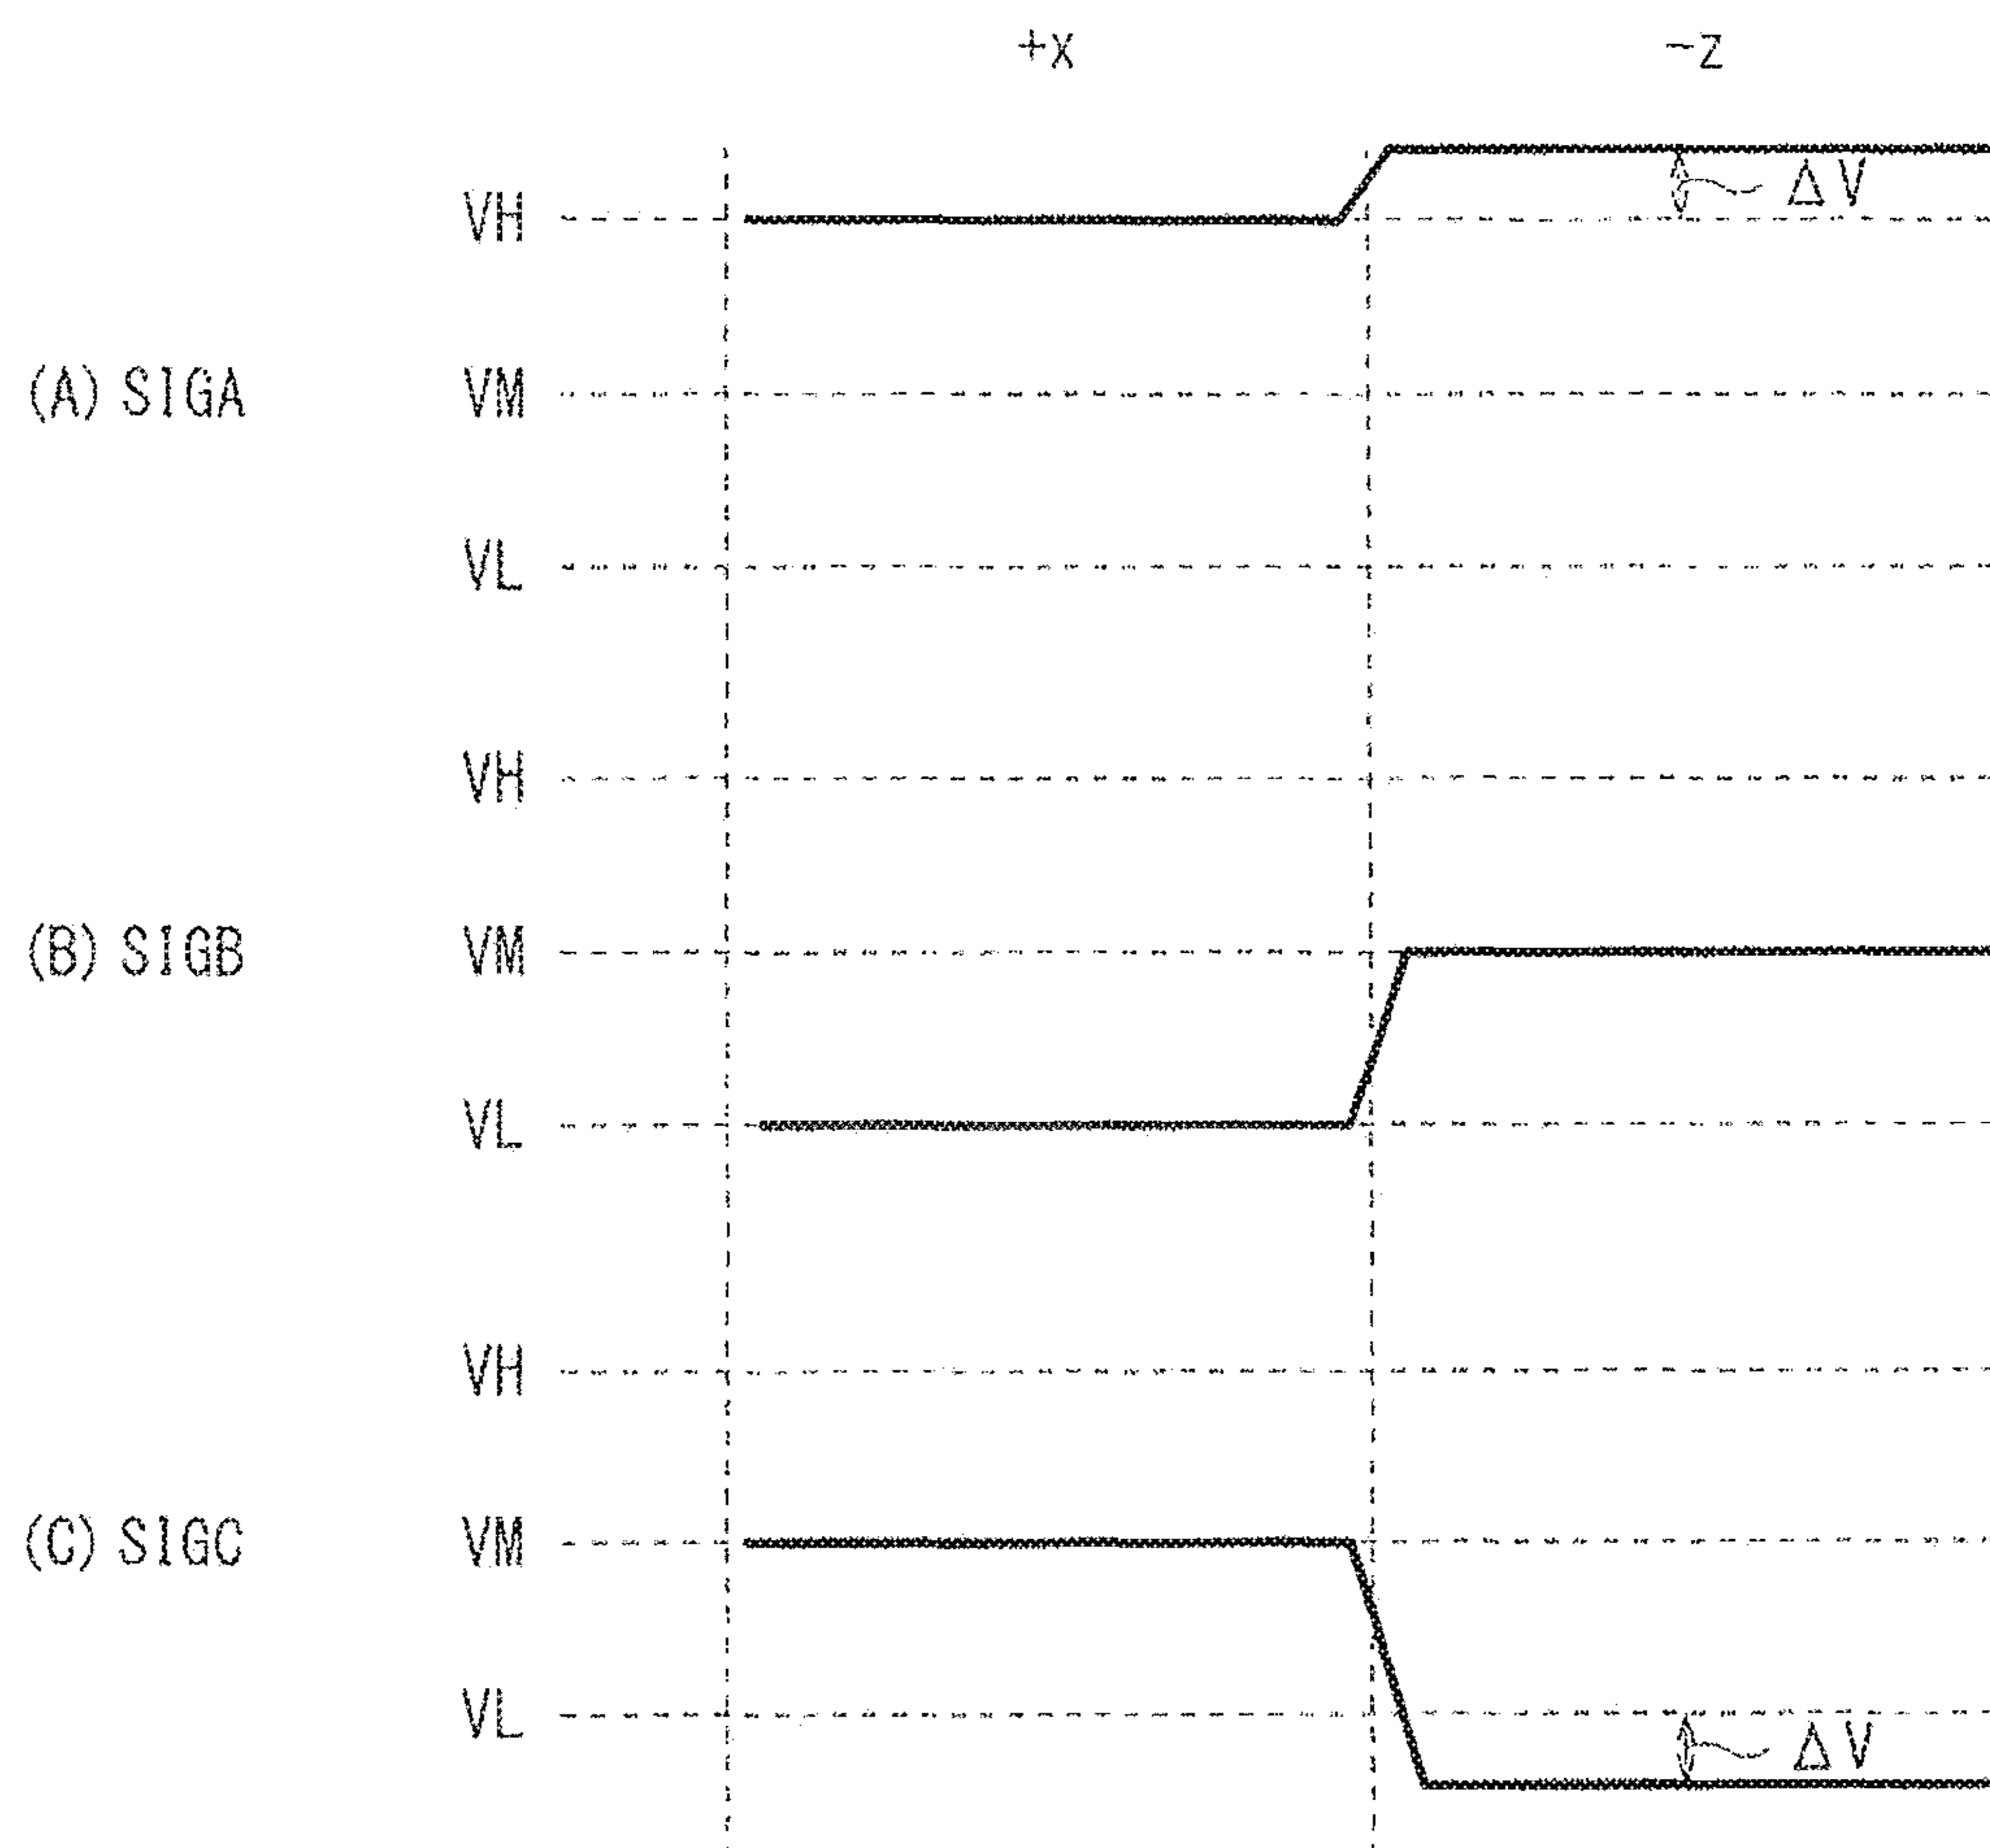 +x -z
VH ΔV
(A) SIGA VM
VL
VH
(B) SIGB VM
VL
VH
(C) SIGC VM
VL ΔV